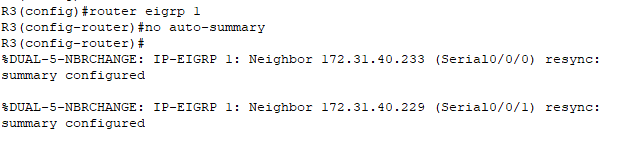 R3(config)#router eigrp 1
R3(config-router)#no auto-summary
R3(config-router)#
%DUAL-5-NBRCHANGE: IP-EIGRP 1: Neighbor 172.31.40.233 (Serial0/0/0) resync:
summary configured
%DUAL-5-NBRCHANGE: IP-EIGRP 1: Neighbor 172.31.40.229 (Serial0/0/1) resync:
summary configured